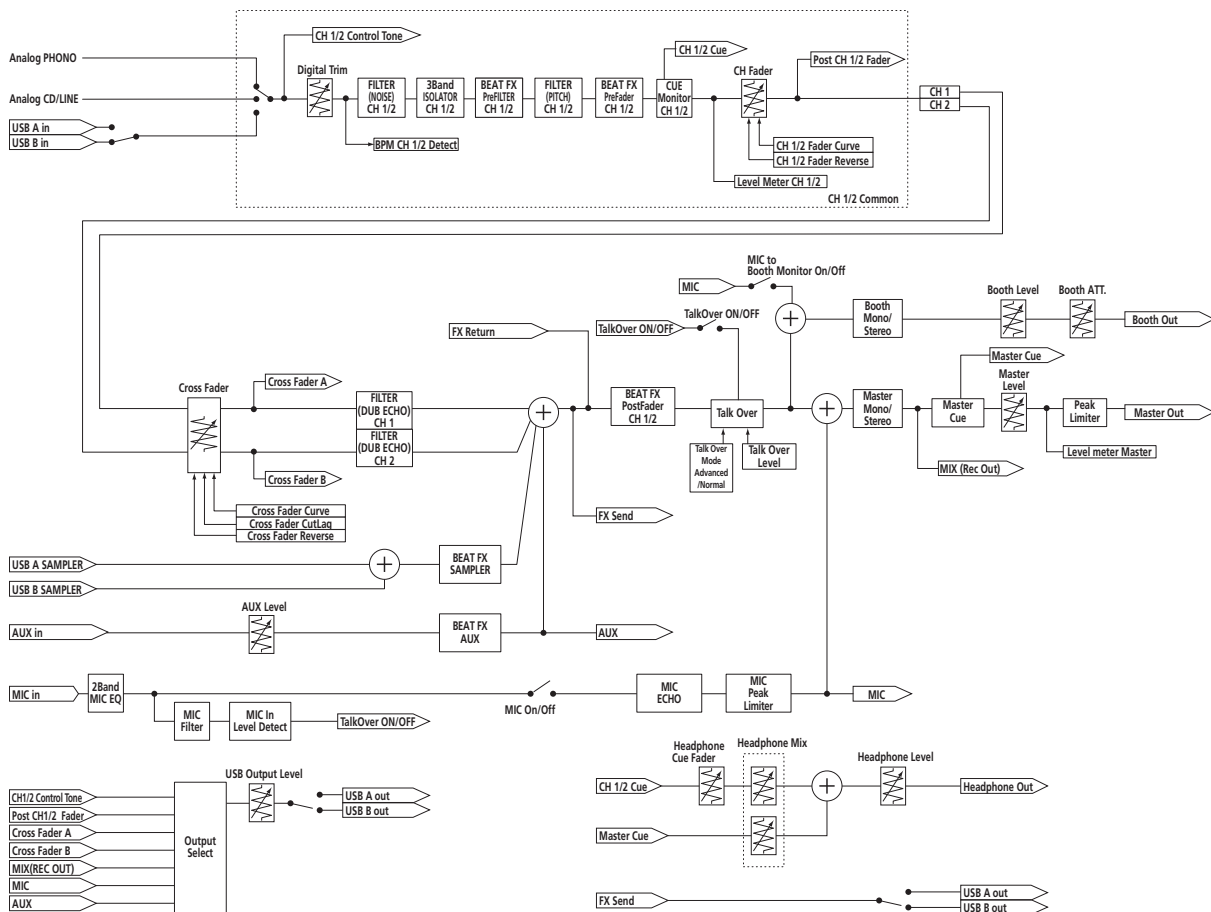 CH 1/2 Control Tone
CH 1/2 Cue
Post CH 1/2 Fader
Analog PHONO
Analog CD/LINE
USB A in
USB B in
Digital Trim
FILTER
(NOISE)
CH 1/2
3Band
ISOLATOR
CH 1/2
BEAT FX
PreFILTER
CH 1/2
FILTER
(PITCH)
CH 1/2
BEAT FX
PreFader
CH 1/2
CUE
Monitor
CH 1/2
CH Fader
CH 1
CH 2
BPM CH 1/2 Detect
CH 1/2 Fader Curve
CH 1/2 Fader Reverse
Level Meter CH 1/2
CH 1/2 Common
MIC to
Booth Monitor On/Off
MIC
Booth Mono/
Stereo
Booth Level
Booth ATT.
Booth Out
FX Return
TalkOver ON/OFF
TalkOver ON/OFF
Master Cue
Cross Fader
Cross Fader A
FILTER
(DUB ECHO)
CH 1
FILTER
(DUB ECHO)
CH 2
Cross Fader B
BEAT FX
PostFader
CH 1/2
Talk Over
Talk Over
Mode
Advanced
/Normal
Talk Over
Level
Master
Mono/
Stereo
Master
Cue
Master
Level
Peak
Limiter
Master Out
Level meter Master
MIX (Rec Out)
Cross Fader Curve
Cross Fader CutLag
Cross Fader Reverse
FX Send
USB A SAMPLER
USB B SAMPLER
BEAT FX
SAMPLER
AUX Level
AUX in
BEAT FX
AUX
AUX
MIC in
2Band
MIC EQ
MIC On/Off
MIC
ECHO
MIC
Peak
Limiter
MIC
MIC
Filter
MIC In
Level Detect
TalkOver ON/OFF
USB Output Level
CH1/2 Control Tone
Post CH1/2 Fader
Cross Fader A
Cross Fader B
MIX(REC OUT)
MIC
AUX
Output
Select
USB A out
USB B out
Headphone
Cue Fader
Headphone Mix
Headphone Level
CH 1/2 Cue
Headphone Out
Master Cue
FX Send
USB A out
USB B out